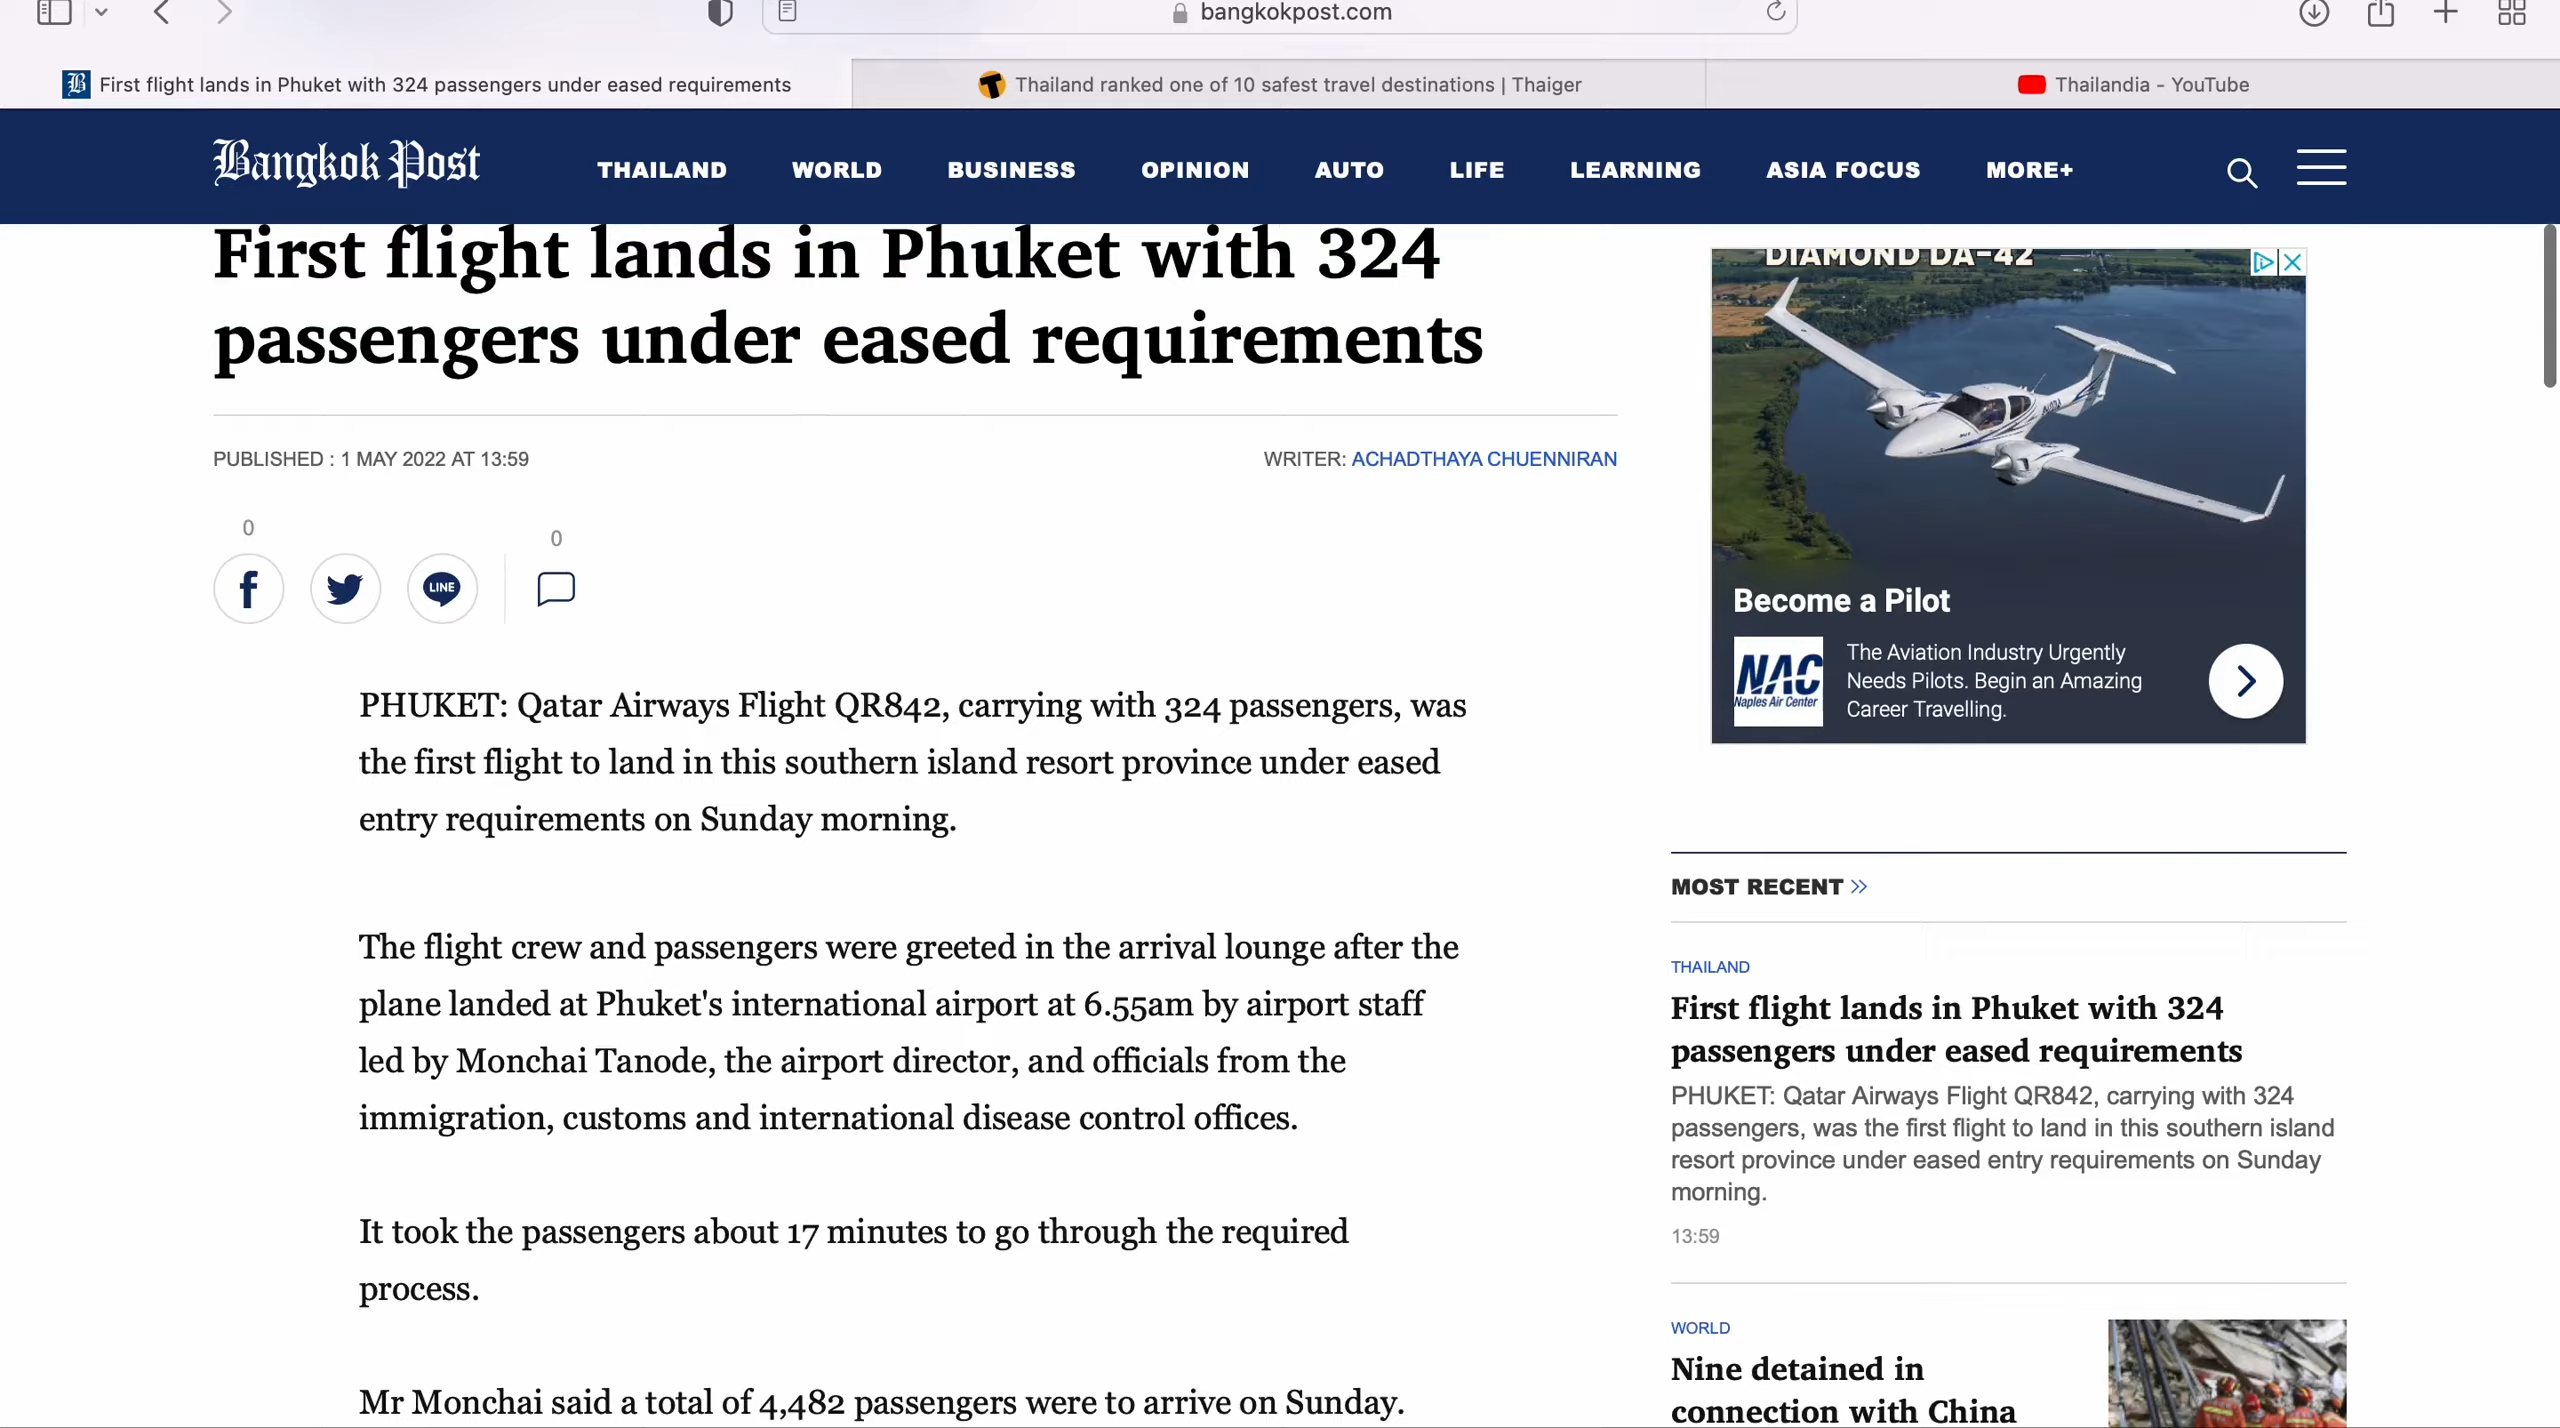 bangkokpost.com
First flight lands in Phuket with 324 passengers under eased requirements
Thailand ranked one of 10 safest travel destinations | Thaiger
Thailandia - YouTube
Bangkok Post
THAILAND WORLD BUSINESS OPINION AUTO LIFE LEARNING ASIA FOCUS MORE+
First flight lands in Phuket with 324
passengers under eased requirements
PUBLISHED : 1 MAY 2022 AT 13:59
WRITER: ACHADTHAYA CHUENNIRAN
0
0
LINE
PHUKET: Qatar Airways Flight QR842, carrying with 324 passengers, was
the first flight to land in this southern island resort province under eased
entry requirements on Sunday morning.
The flight crew and passengers were greeted in the arrival lounge after the
plane landed at Phuket's international airport at 6.55am by airport staff
led by Monchai Tanode, the airport director, and officials from the
immigration, customs and international disease control offices.
It took the passengers about 17 minutes to go through the required
process.
Mr Monchai said a total of 4,482 passengers were to arrive on Sunday.
DIAMOND DA-42
Become a Pilot
NAC
Naples Air Center
The Aviation Industry Urgently
Needs Pilots. Begin an Amazing
Career Travelling.
MOST RECENT
THAILAND
First flight lands in Phuket with 324
passengers under eased requirements
PHUKET: Qatar Airways Flight QR842, carrying with 324
passengers, was the first flight to land in this southern island
resort province under eased entry requirements on Sunday
morning.
13:59
WORLD
Nine detained in
connection with China